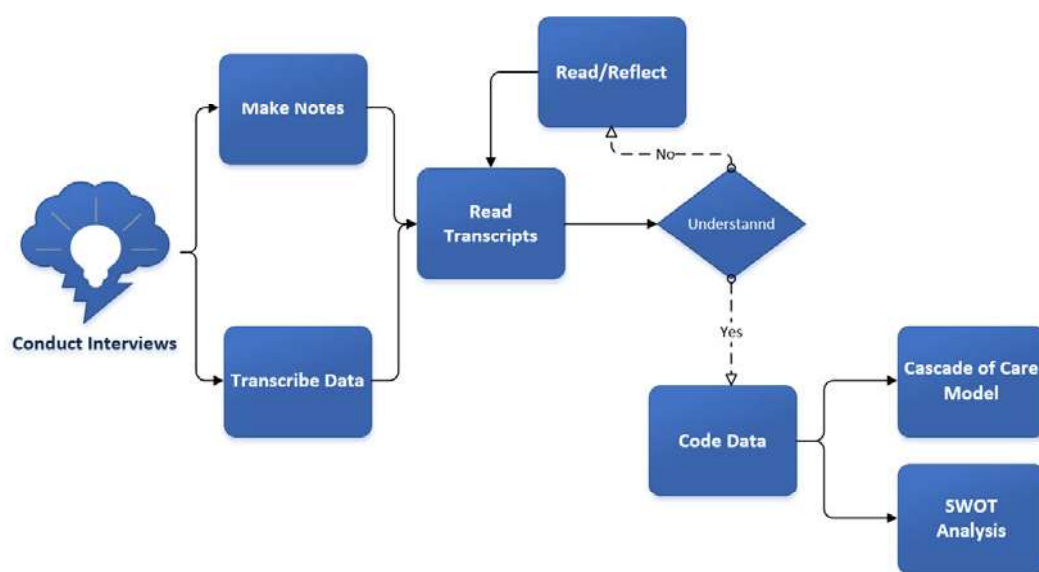 Make Notes
Read/Reflect
No
Read
Transcripts
Understannd
Conduct Interviews
Transcribe Data
Yes
Code Data
Cascade of Care
Model
SWOT
Analysis